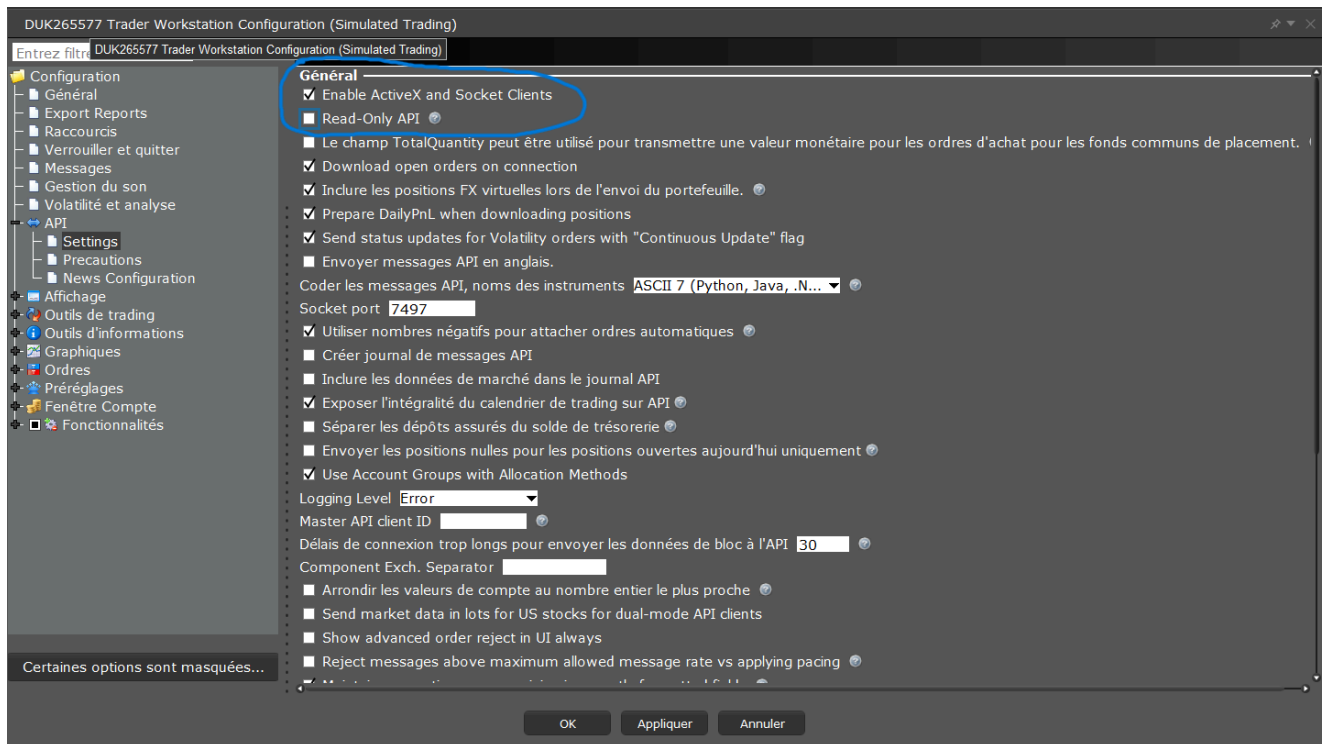 DUK265577 Trader Workstation Configuration (Simulated Trading)
Entrez filtre
DUK265577 Trader Workstation Configuration (Simulated Trading)
Configuration
Général
Export Reports
Raccourcis
Verrouiller et quitter
Messages
Gestion du son
Volatilité et analyse
API
Settings
Precautions
News Configuration
Affichage
Outils de trading
Outils d'informations
Graphiques
Ordres
Préréglages
Fenêtre Compte
Fonctionnalités
Certaines options sont masquées...
Général
Enable ActiveX and Socket Clients
Read-Only API
Le champ TotalQuantity peut être utilisé pour transmettre une valeur monétaire pour les ordres d'achat pour les fonds communs de placement.
Download open orders on connection
Inclure les positions FX virtuelles lors de l'envoi du portefeuille.
Prepare DailyPnL when downloading positions
Send status updates for Volatility orders with "Continuous Update" flag
Envoyer messages API en anglais.
Coder les messages API, noms des instruments ASCII 7 (Python, Java, .N...
Socket port 7497
Utiliser nombres négatifs pour attacher ordres automatiques
Créer journal de messages API
Inclure les données de marché dans le journal API
Exposer l'intégralité du calendrier de trading sur API
Séparer les dépôts assurés du solde de trésorerie
Envoyer les positions nulles pour les positions ouvertes aujourd'hui uniquement
Use Account Groups with Allocation Methods
Logging Level Error
Master API client ID
Délais de connexion trop longs pour envoyer les données de bloc à l'API 30
Component Exch. Separator
Arrondir les valeurs de compte au nombre entier le plus proche
Send market data in lots for US stocks for dual-mode API clients
Show advanced order reject in UI always
Reject messages above maximum allowed message rate vs applying pacing
OK
Appliquer
Annuler